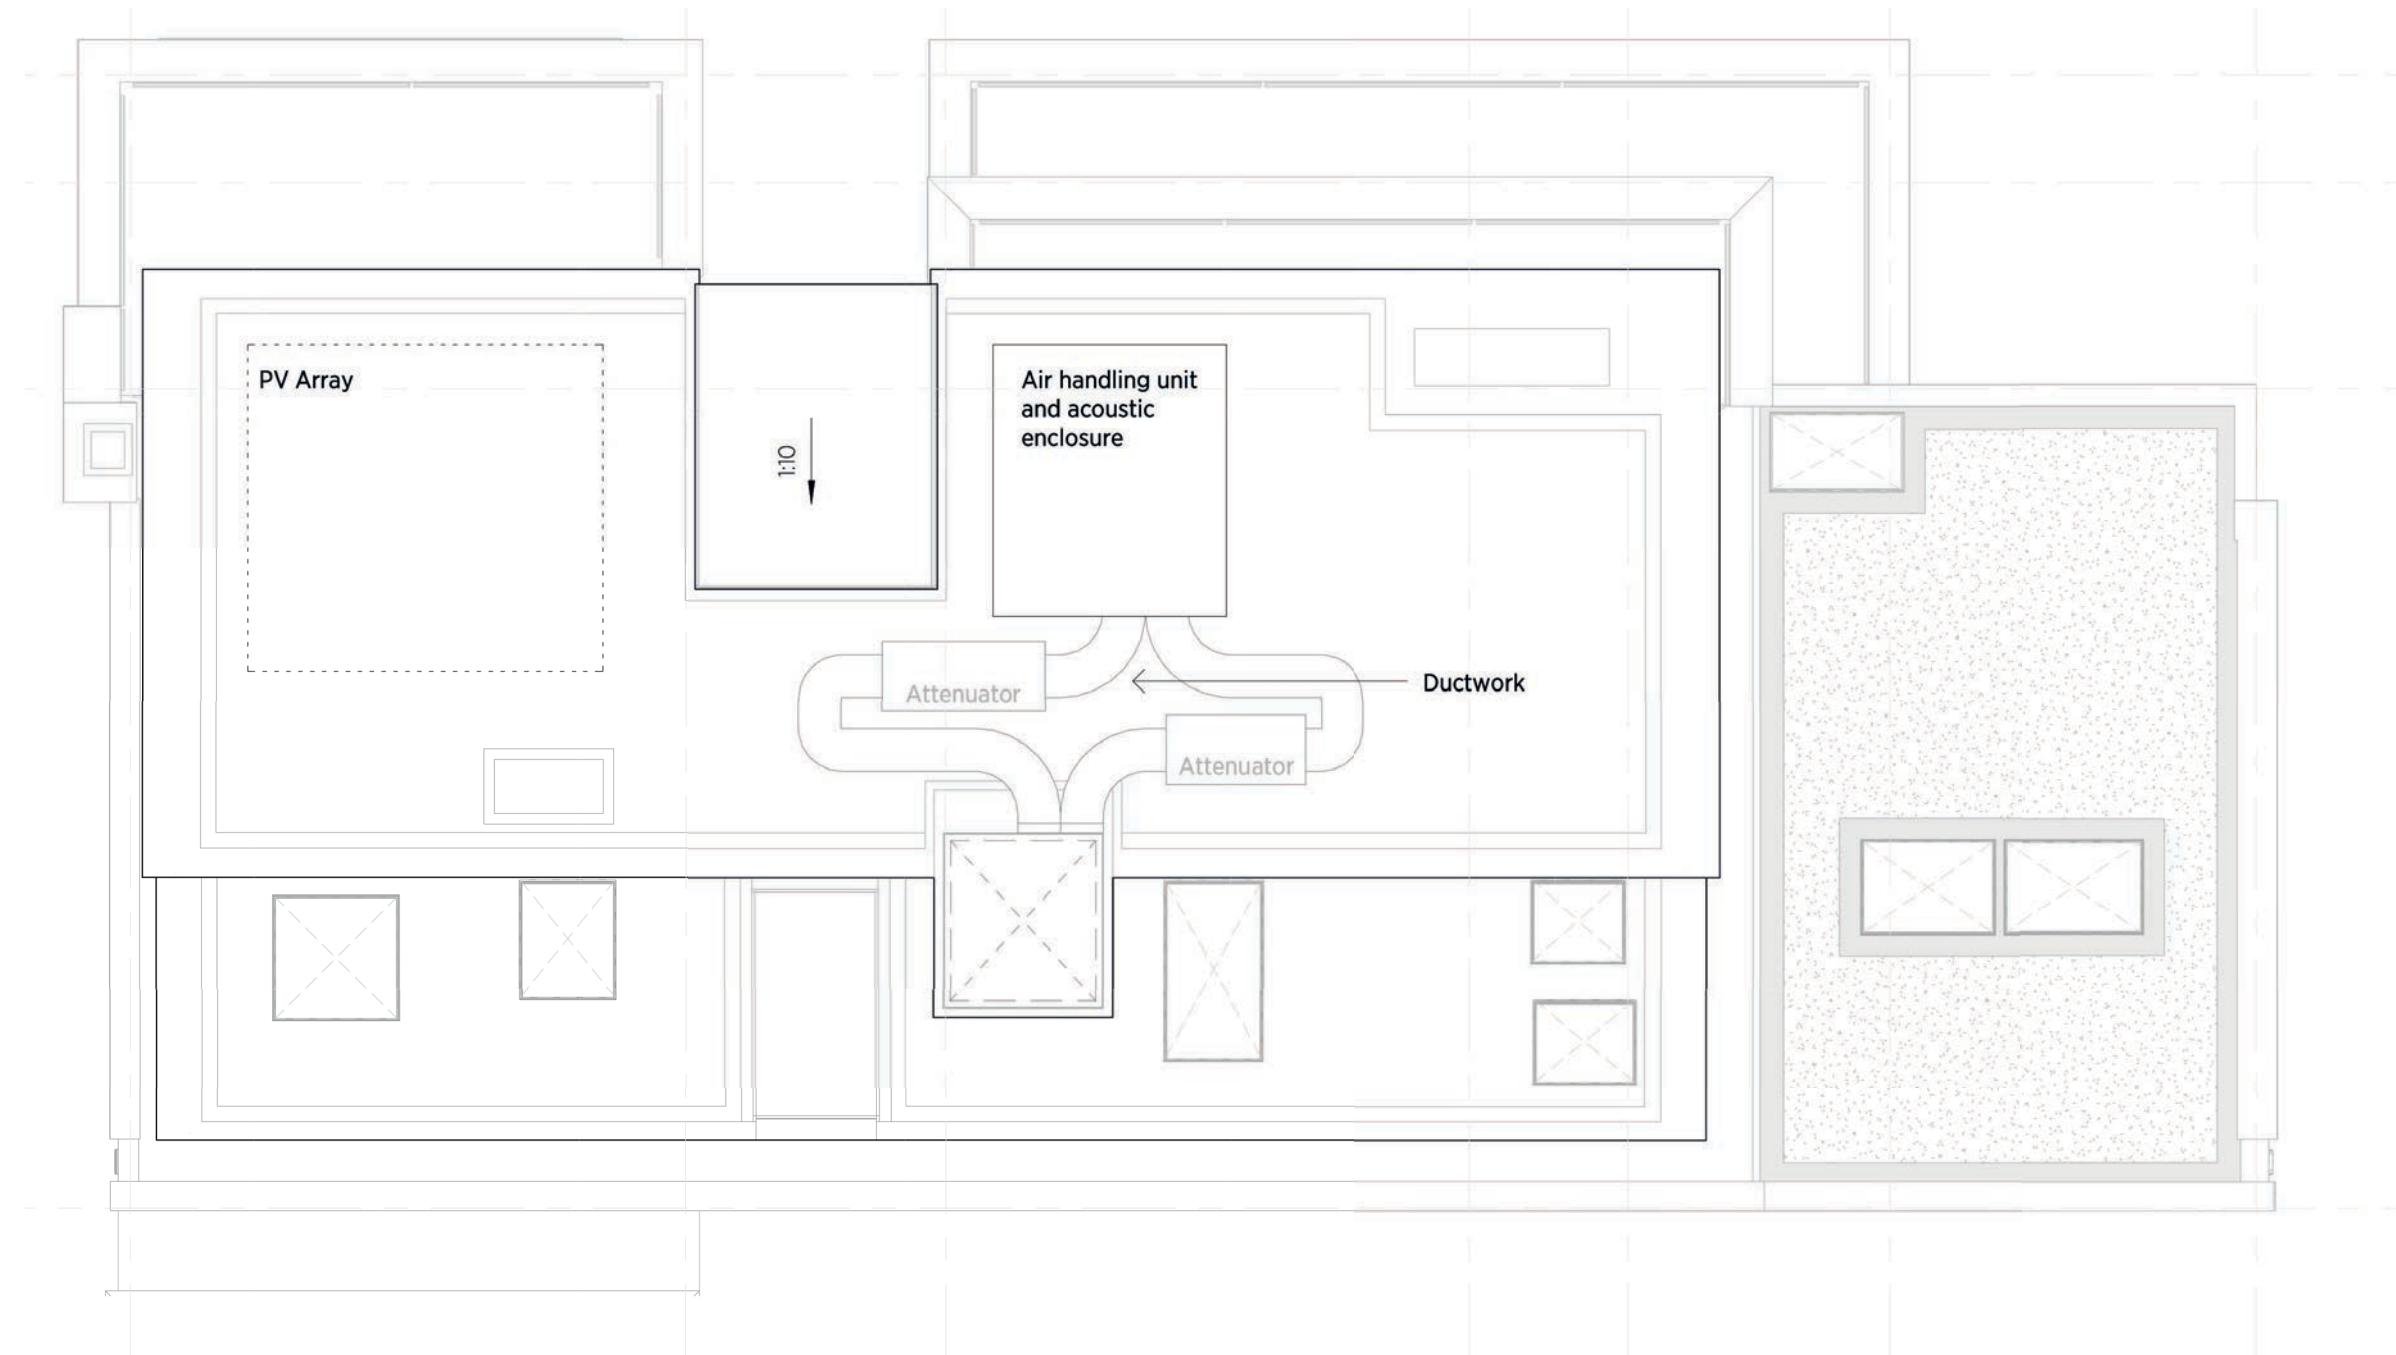 PV Array
1:10
Air handling unit
and acoustic
enclosure
Attenuator
Ductwork
Attenuator